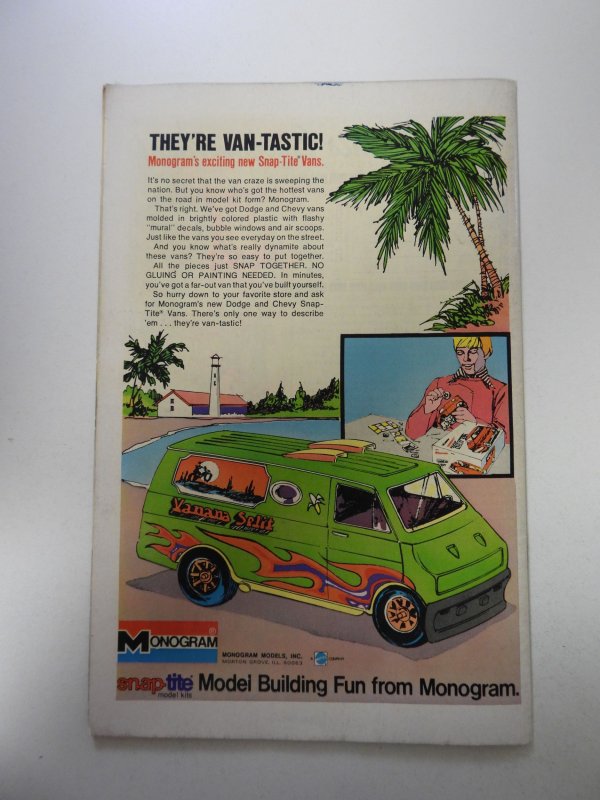 THEY'RE VAN-TASTIC!
Monogram's exciting new Snap-Tite® Vans.
It's no secret that the van craze is sweeping the
nation. But you know who's got the hottest vans
on the road in model kit form? Monogram.
That's right. We've got Dodge and Chevy vans
molded in brightly colored plastic with flashy
"mural" decals, bubble windows and air scoops.
Just like the vans you see everyday on the street.
And you know what's really dynamite about
these vans? They're so easy to put together.
All the pieces just SNAP TOGETHER. NO
GLUING OR PAINTING NEEDED. In minutes,
you've got a far-out van that you've built yourself.
So hurry down to your favorite store and ask
for Monogram's new Dodge and Chevy Snap-
Tite® Vans. There's only one way to describe
'em . . . they're van-tastic!
Vanana Split
MONOGRAM®
MONOGRAM MODELS, INC.
MORTON GROVE, ILL. 60053
A COMPANY
snap-tite®
model kits
Model Building Fun from Monogram.